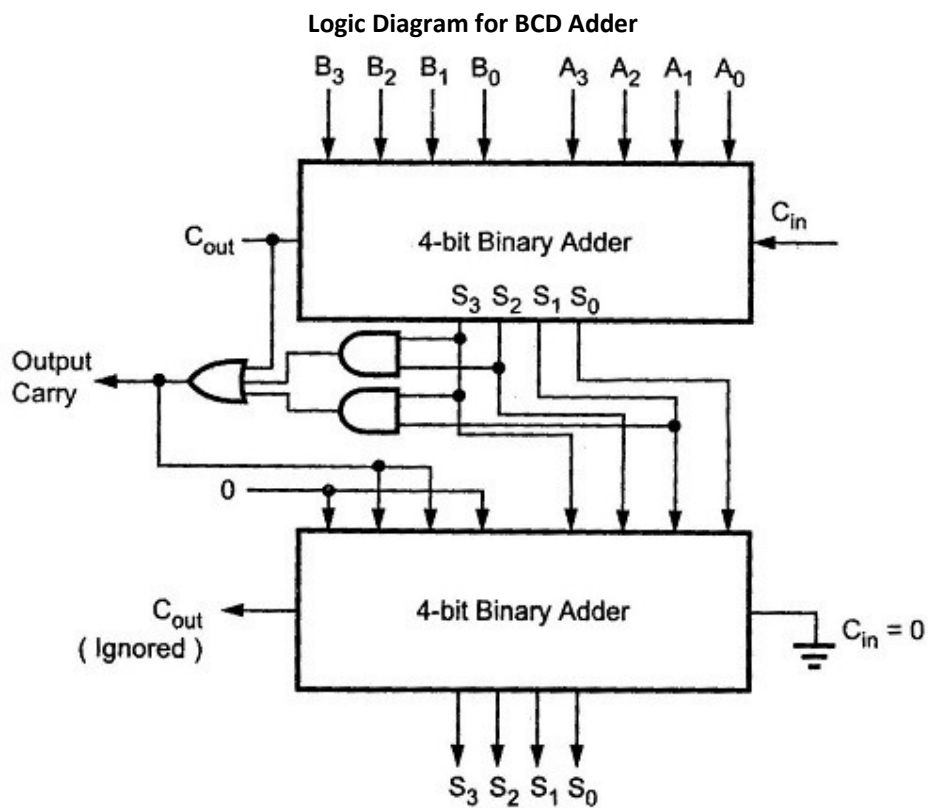 Logic Diagram for BCD Adder
B3 B2 B1 B0 A3 A2 A1 A0
Cout
4-bit Binary Adder
Cin
S3 S2 S1 S0
Output
Carry
0
Cout
( Ignored )
4-bit Binary Adder
Cin = 0
S3 S2 S1 S0